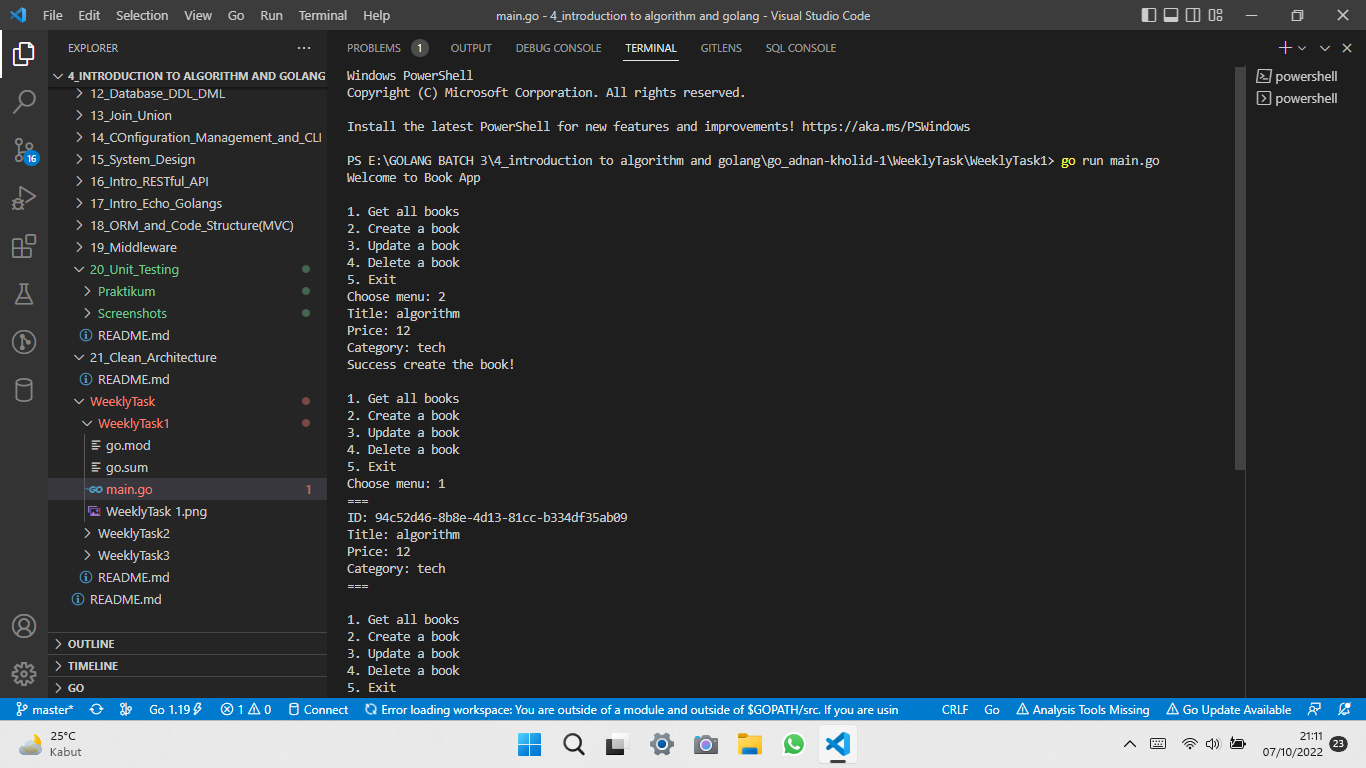 File Edit Selection View Go Run Terminal Help
main.go - 4_introduction to algorithm and golang - Visual Studio Code
EXPLORER
4_INTRODUCTION TO ALGORITHM AND GOLANG
12_Database_DDL_DML
13_Join_Union
14_COnfiguration_Management_and_CLI
15_System_Design
16_Intro_RESTful_API
17_Intro_Echo_Golangs
18_ORM_and_Code_Structure(MVC)
19_Middleware
20_Unit_Testing
Praktikum
Screenshots
README.md
21_Clean_Architecture
README.md
WeeklyTask
WeeklyTask1
go.mod
go.sum
main.go 1
WeeklyTask 1.png
WeeklyTask2
WeeklyTask3
README.md
README.md
OUTLINE
TIMELINE
GO
16
PROBLEMS 1 OUTPUT DEBUG CONSOLE TERMINAL GITLENS SQL CONSOLE
Windows PowerShell
Copyright (C) Microsoft Corporation. All rights reserved.
Install the latest PowerShell for new features and improvements! https://aka.ms/PSWindows
PS E:\GOLANG BATCH 3\4_introduction to algorithm and golang\go_adnan-kholid-1\WeeklyTask\WeeklyTask1> go run main.go
Welcome to Book App
1. Get all books
2. Create a book
3. Update a book
4. Delete a book
5. Exit
Choose menu: 2
Title: algorithm
Price: 12
Category: tech
Success create the book!
1. Get all books
2. Create a book
3. Update a book
4. Delete a book
5. Exit
Choose menu: 1
===
ID: 94c52d46-8b8e-4d13-81cc-b334df35ab09
Title: algorithm
Price: 12
Category: tech
===
1. Get all books
2. Create a book
3. Update a book
4. Delete a book
5. Exit
powershell
powershell
master* Go 1.19 1 0 Connect Error loading workspace: You are outside of a module and outside of $GOPATH/src. If you are usin CRLF Go Analysis Tools Missing Go Update Available
25°C
Kabut
21:11
07/10/2022
23